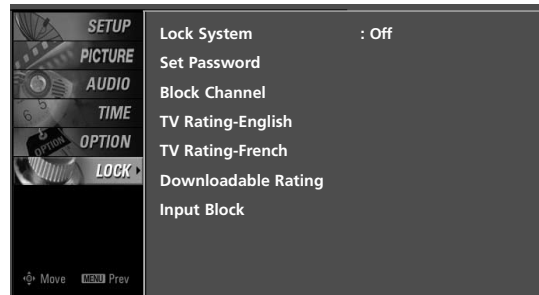 SETUP
PICTURE
AUDIO
TIME
OPTION
LOCK
Lock System : Off
Set Password
Block Channel
TV Rating-English
TV Rating-French
Downloadable Rating
Input Block
Move MENU Prev